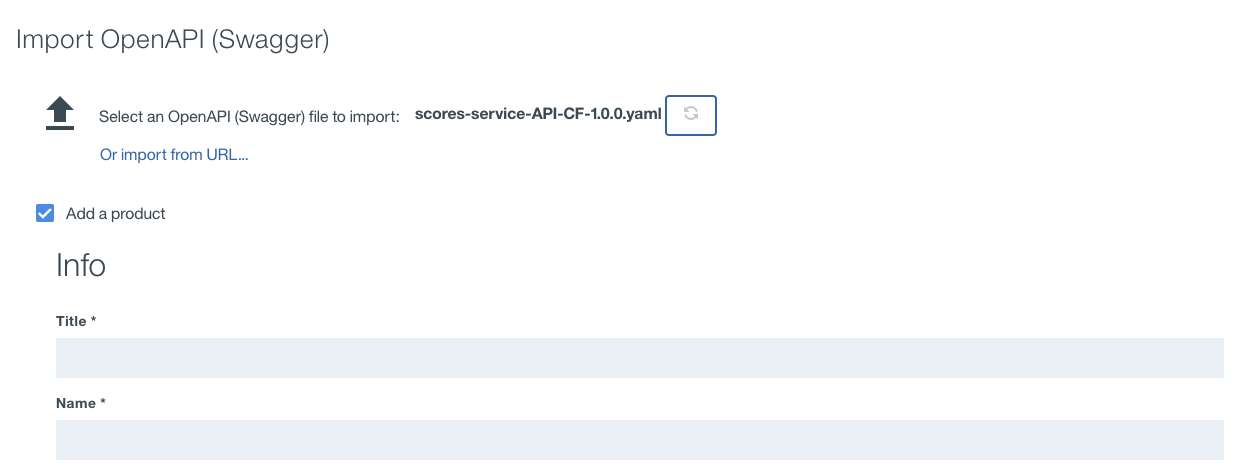 Import OpenAPI (Swagger)
Select an OpenAPI (Swagger) file to import: scores-service-API-CF-1.0.0.yaml
Or import from URL...
Add a product
Info
Title *
Name *